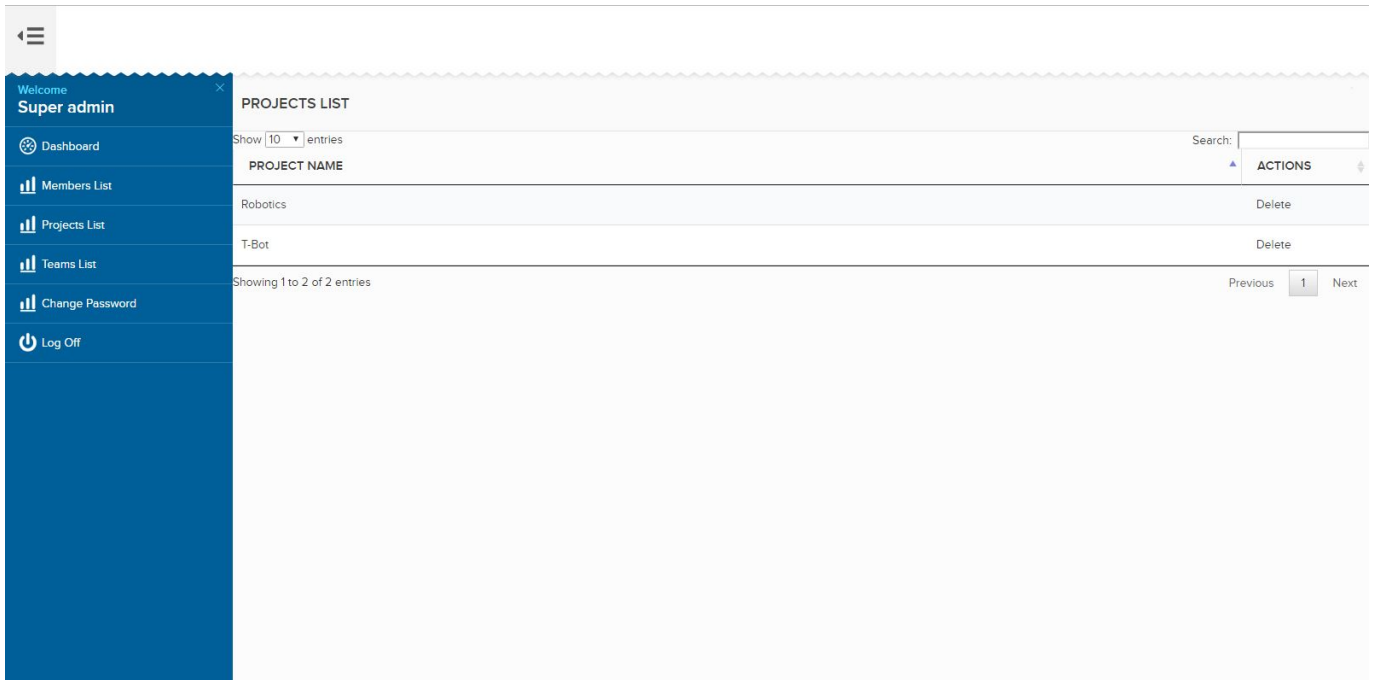 Welcome
Super admin
Dashboard
Members List
Projects List
Teams List
Change Password
Log Off
PROJECTS LIST
Show 10 entries
Search:
PROJECT NAME ACTIONS
Robotics Delete
T-Bot Delete
Showing 1 to 2 of 2 entries
Previous 1 Next